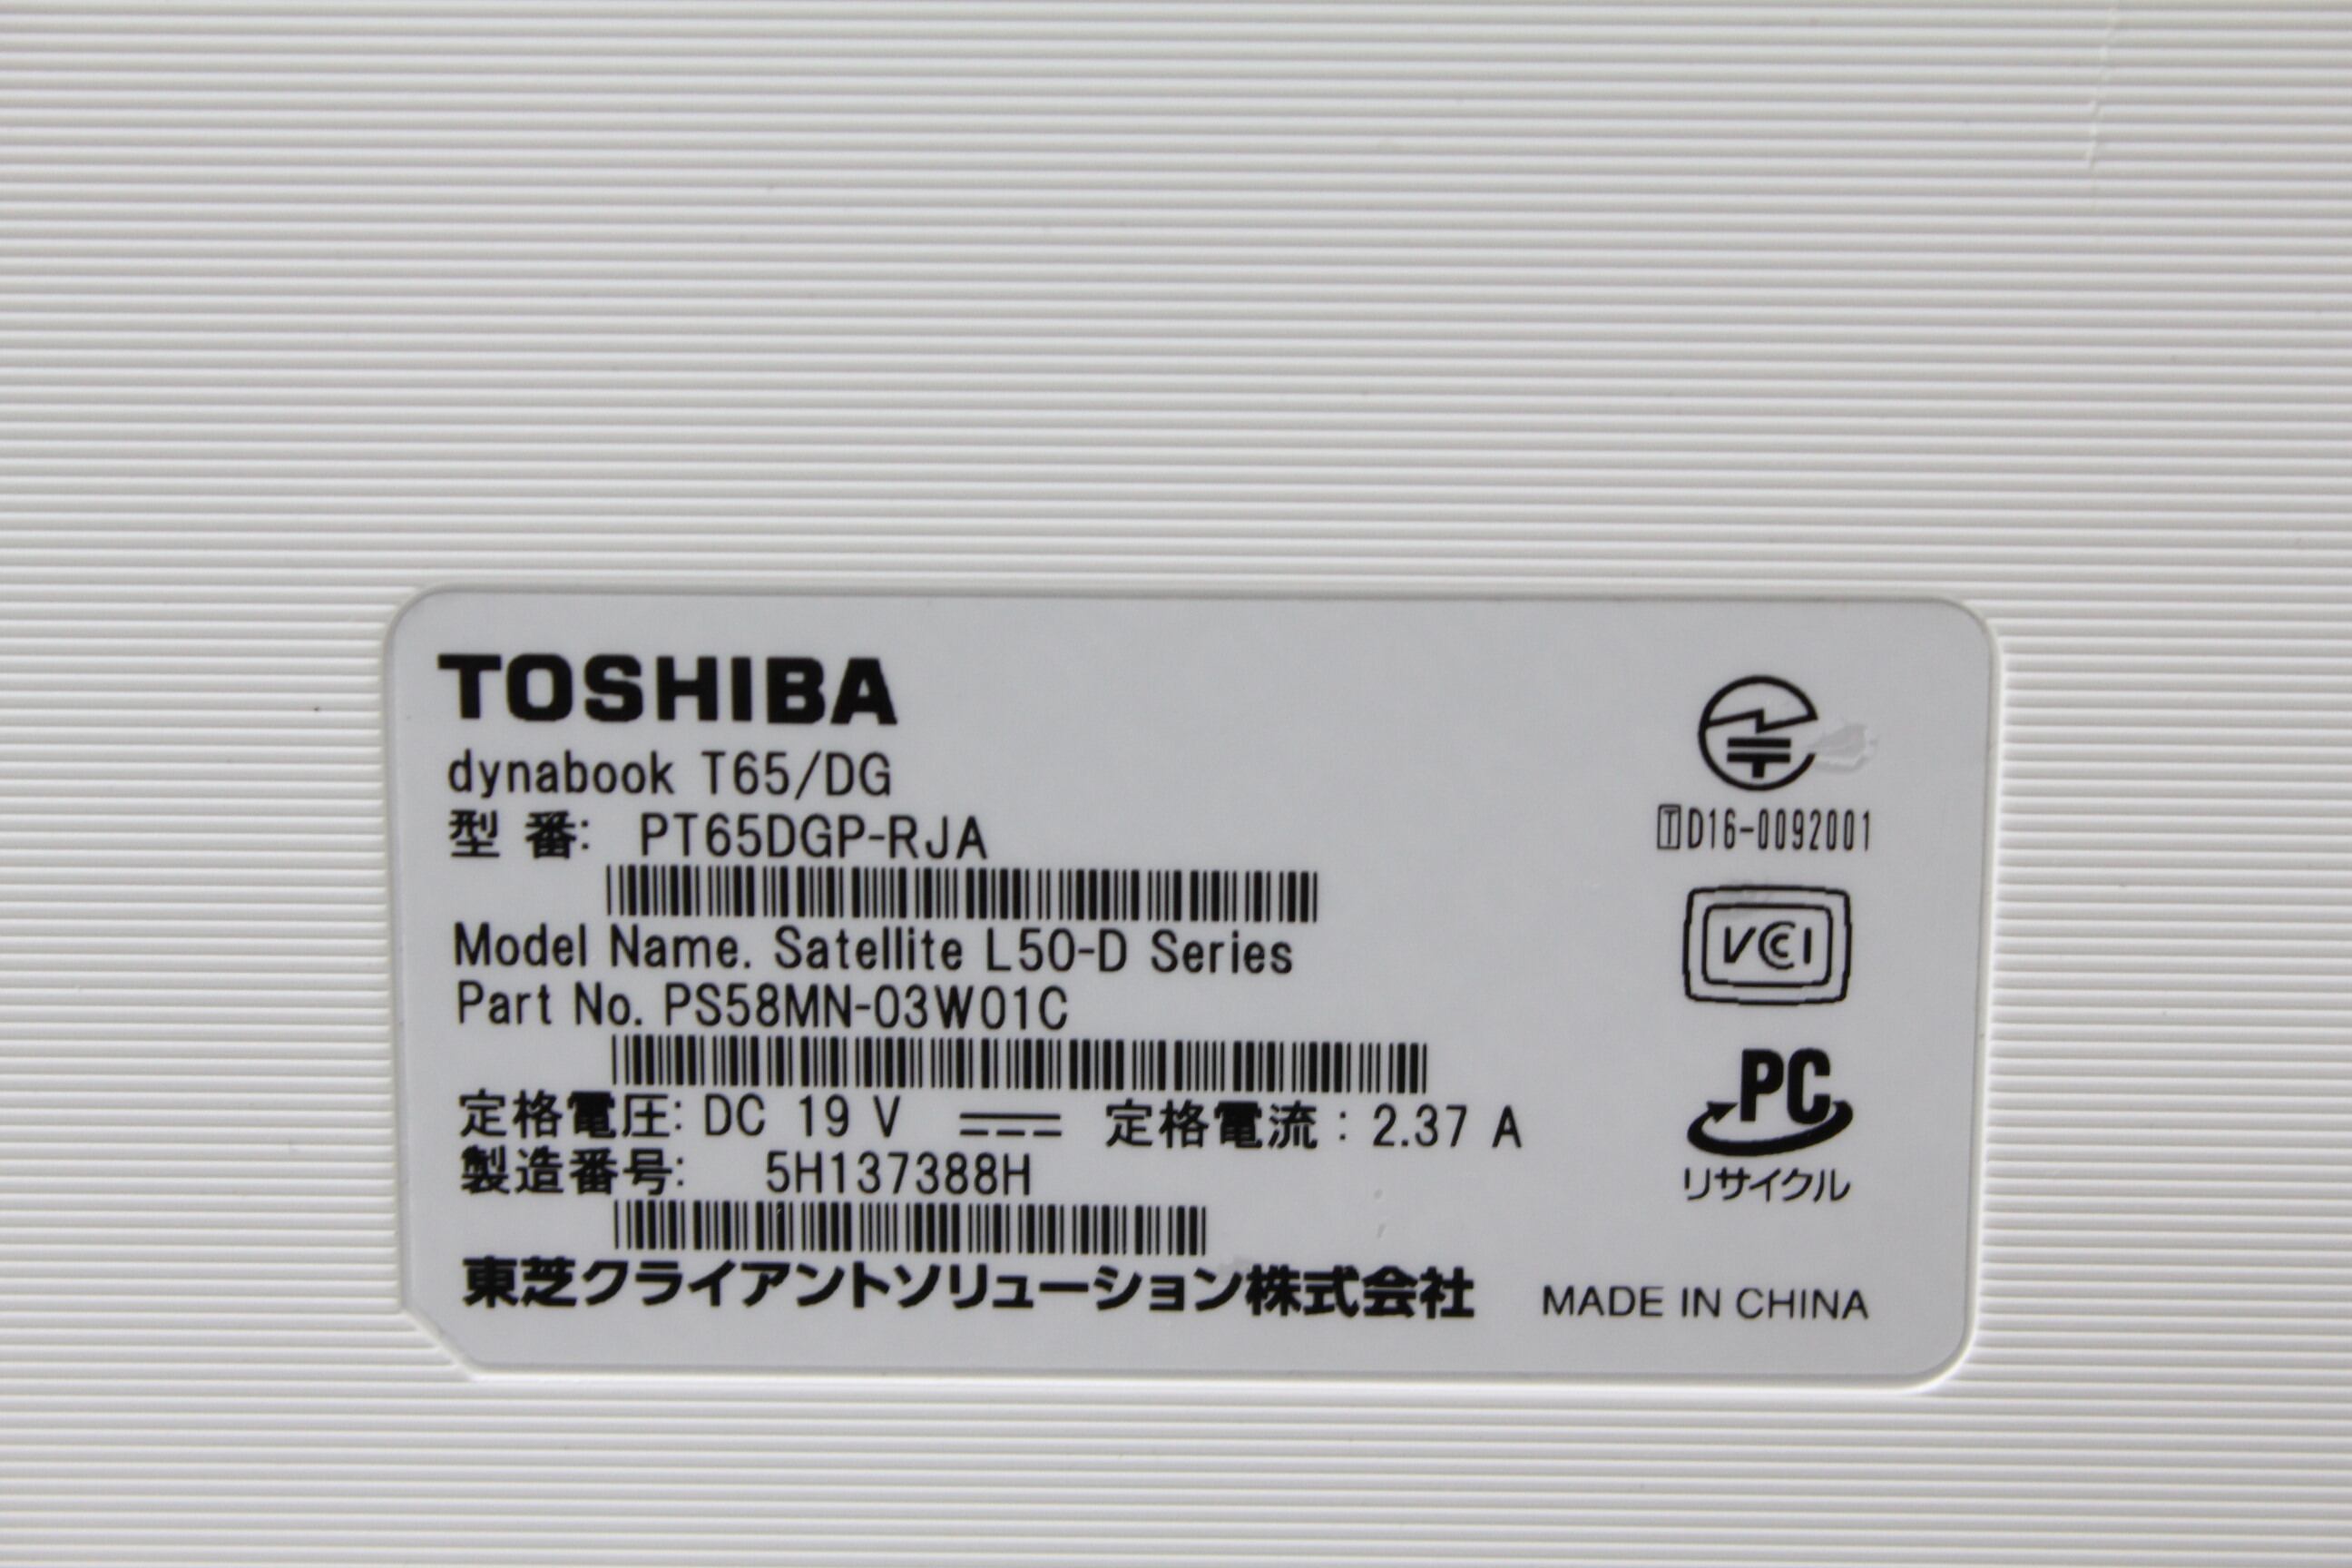 TOSHIBA
dynabook T65/DG
型 番: PT65DGP-RJA
Model Name. Satellite L50-D Series
Part No. PS58MN-03W01C
定格電圧: DC 19 V 定格電流: 2.37 A
製造番号: 5H137388H
東芝クライアントソリューション株式会社
T D16-0092001
VCCI
PC
リサイクル
MADE IN CHINA